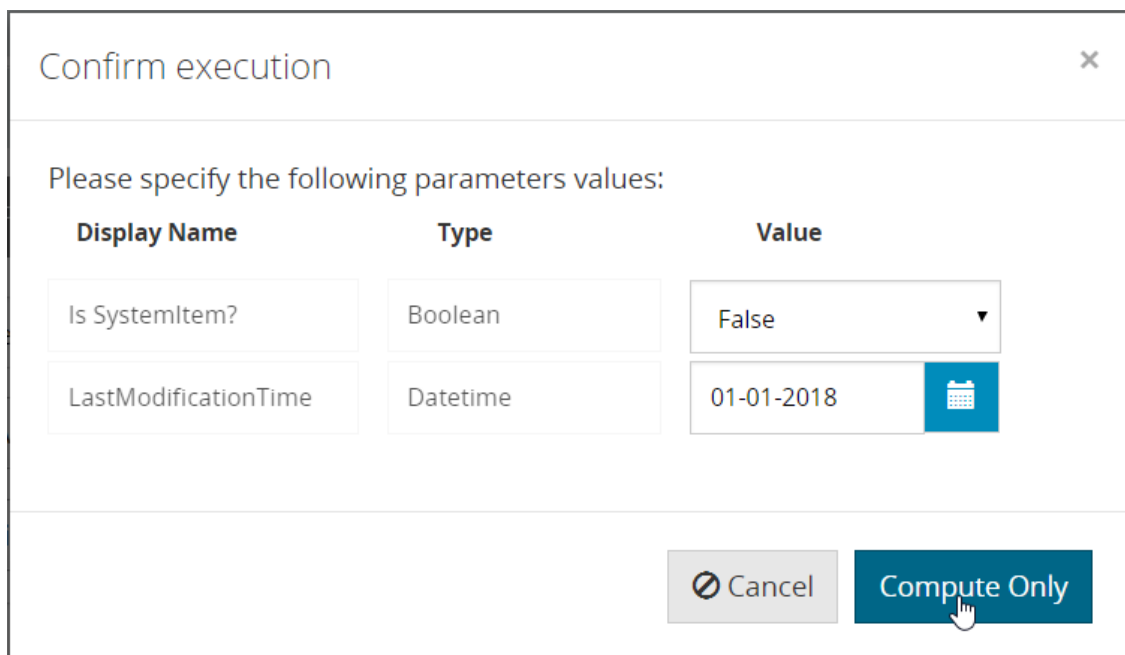 Confirm execution ×
Please specify the following parameters values:
Display Name Type Value
Is SystemItem? Boolean False
LastModificationTime Datetime 01-01-2018
Cancel Compute Only